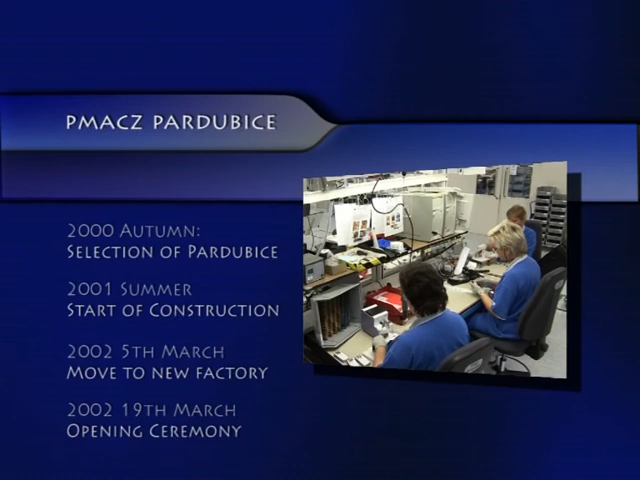 PMACZ PARDUBICE
2000 AUTUMN:
SELECTION OF PARDUBICE
2001 SUMMER
START OF CONSTRUCTION
2002 5TH MARCH
MOVE TO NEW FACTORY
2002 19TH MARCH
OPENING CEREMONY